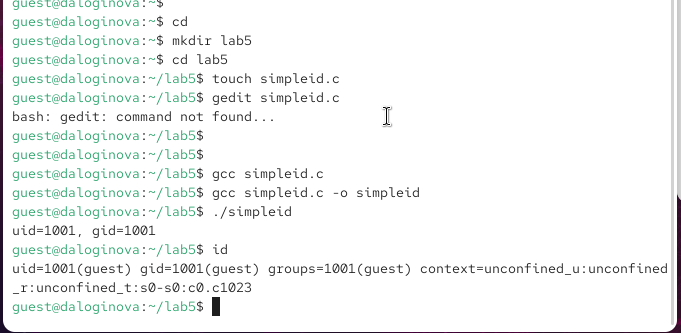 guest@daloginova:~$
guest@daloginova:~$ cd
guest@daloginova:~$ mkdir lab5
guest@daloginova:~$ cd lab5
guest@daloginova:~/lab5$ touch simpleid.c
guest@daloginova:~/lab5$ gedit simpleid.c
bash: gedit: command not found...
guest@daloginova:~/lab5$
guest@daloginova:~/lab5$
guest@daloginova:~/lab5$ gcc simpleid.c
guest@daloginova:~/lab5$ gcc simpleid.c -o simpleid
guest@daloginova:~/lab5$ ./simpleid
uid=1001, gid=1001
guest@daloginova:~/lab5$ id
uid=1001(guest) gid=1001(guest) groups=1001(guest) context=unconfined_u:unconfined
_r:unconfined_t:s0-s0:c0.c1023
guest@daloginova:~/lab5$